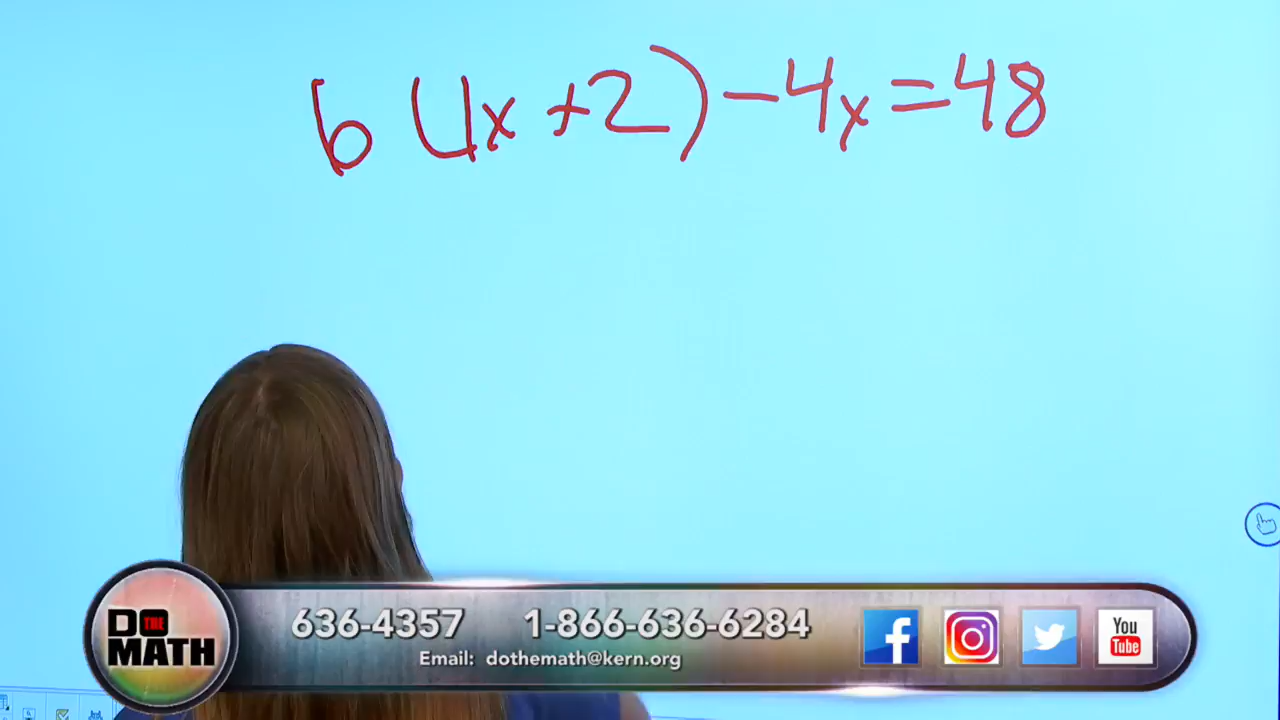 6 (4x + 2) - 4x = 48
DO THE MATH
636-4357 1-866-636-6284
Email: dothemath@kern.org
You Tube